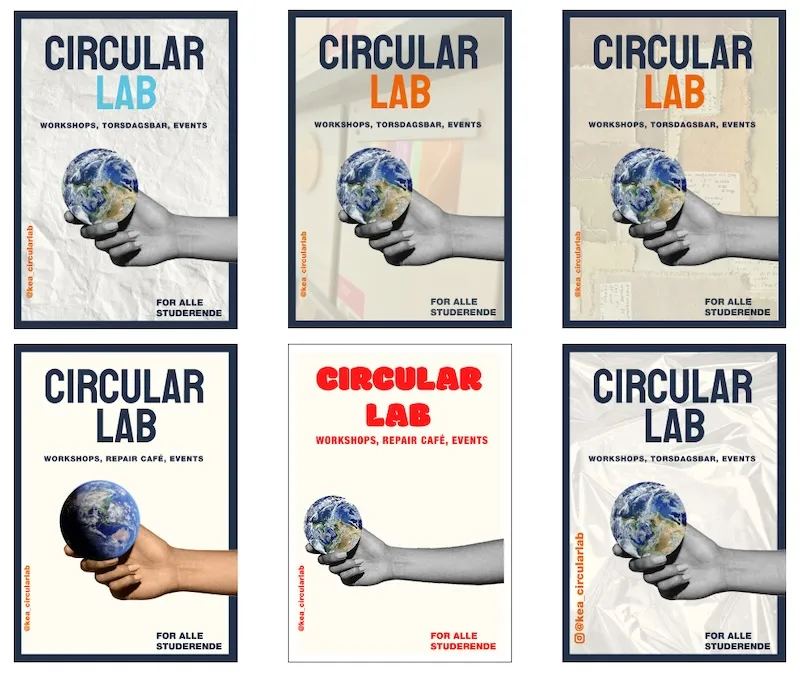 CIRCULAR
LAB
WORKSHOPS, TORSDAGSBAR, EVENTS
@kea_circularlab
FOR ALLE
STUDERENDE
CIRCULAR
LAB
WORKSHOPS, TORSDAGSBAR, EVENTS
@kea_circularlab
FOR ALLE
STUDERENDE
CIRCULAR
LAB
WORKSHOPS, TORSDAGSBAR, EVENTS
@kea_circularlab
FOR ALLE
STUDERENDE
CIRCULAR
LAB
WORKSHOPS, REPAIR CAFÉ, EVENTS
@kea_circularlab
FOR ALLE
STUDERENDE
CIRCULAR
LAB
WORKSHOPS, REPAIR CAFÉ, EVENTS
@kea_circularlab
FOR ALLE
STUDERENDE
CIRCULAR
LAB
WORKSHOPS, TORSDAGSBAR, EVENTS
@kea_circularlab
FOR ALLE
STUDERENDE